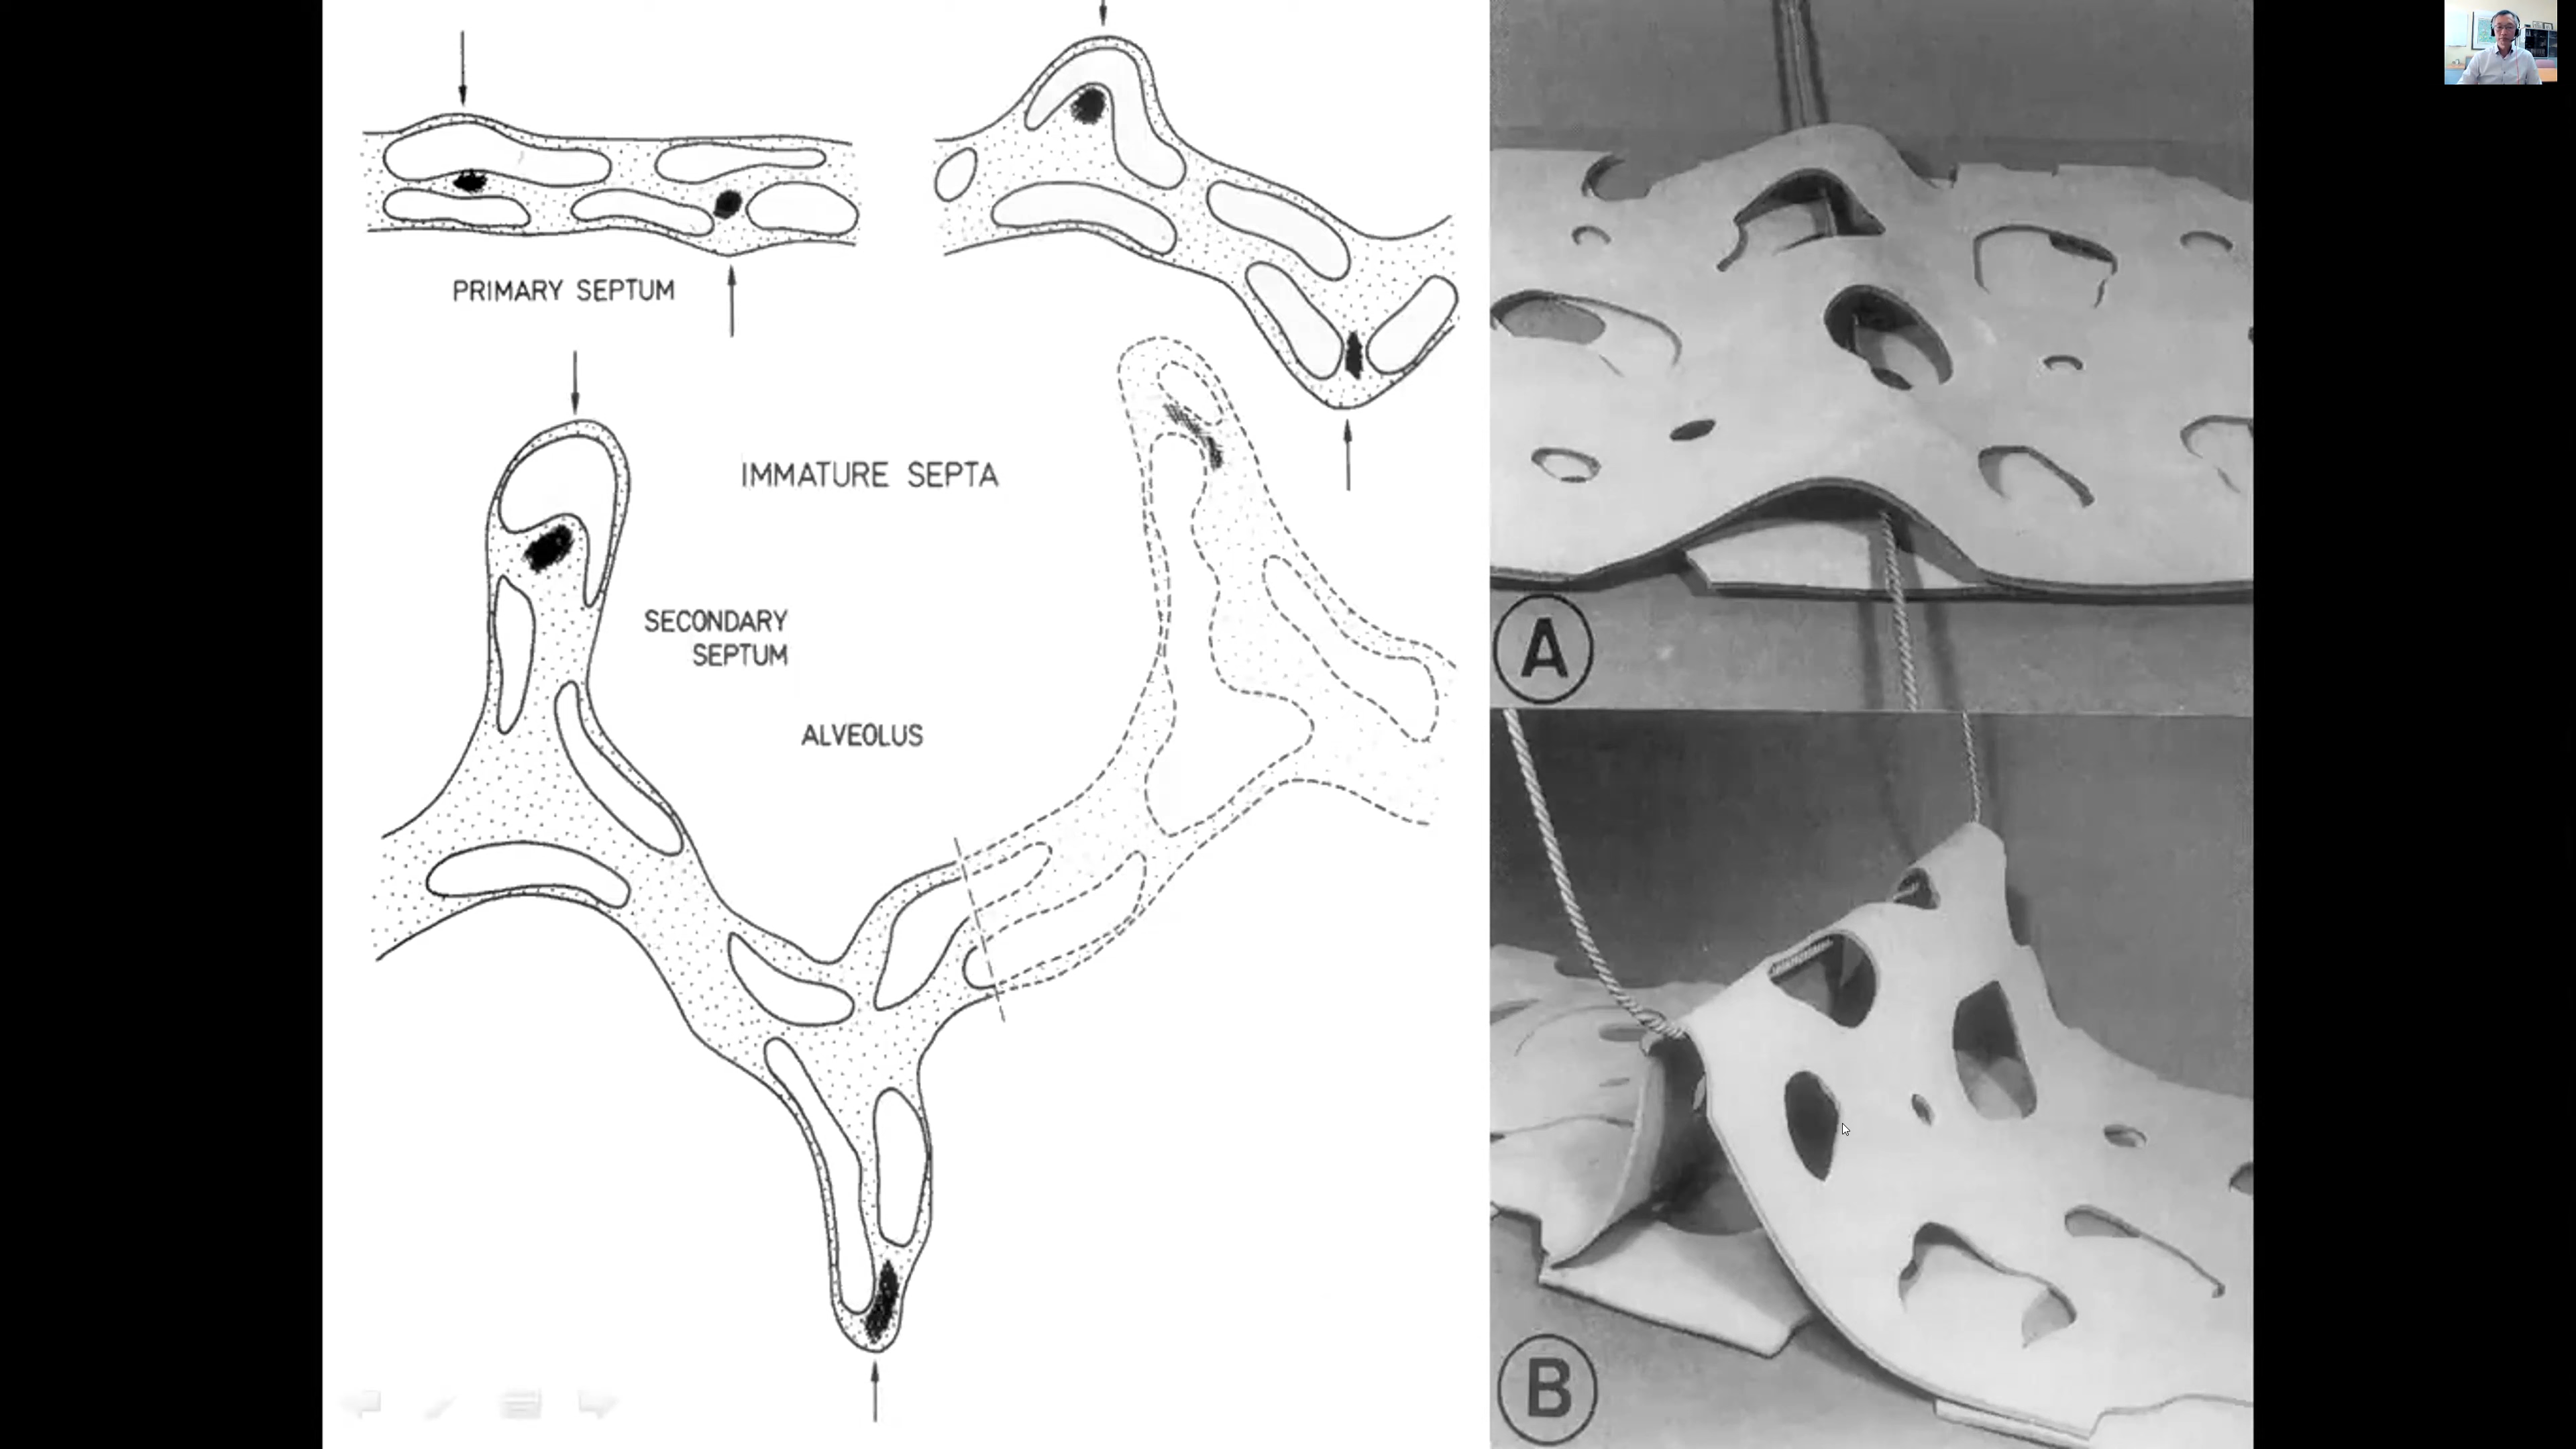 PRIMARY SEPTUM
IMMATURE SEPTA
SECONDARY
SEPTUM
ALVEOLUS
A
B